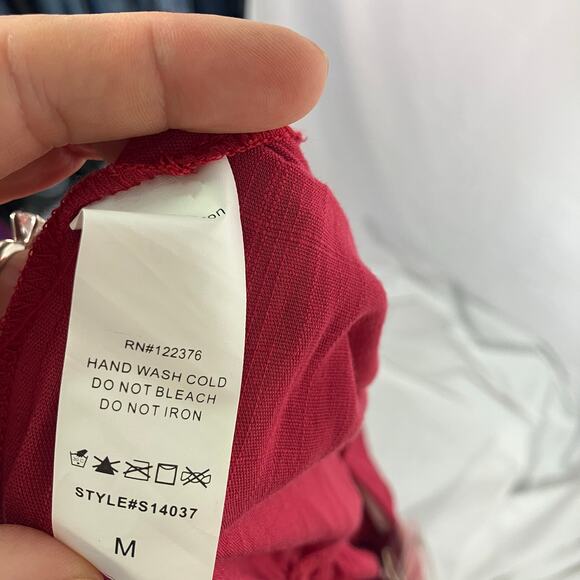 RN#122376
HAND WASH COLD
DO NOT BLEACH
DO NOT IRON
STYLE#S14037
M